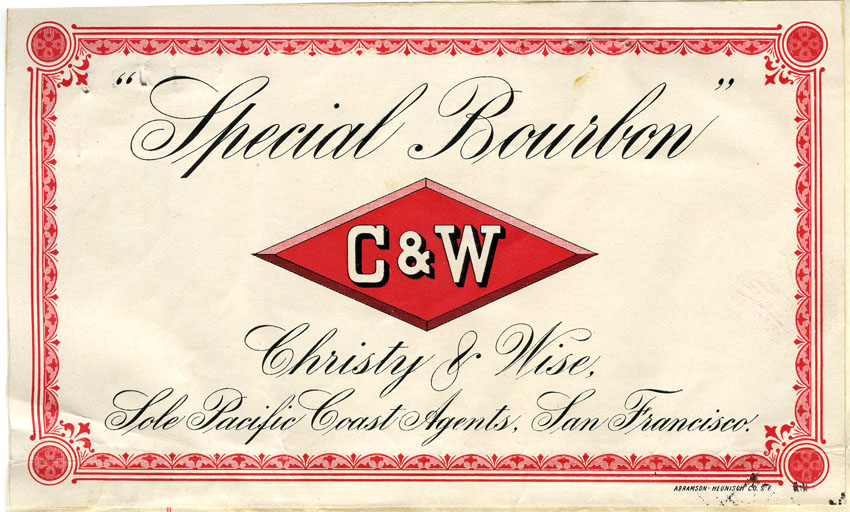 "Special Bourbon"
C & W
Christy & Wise,
Sole Pacific Coast Agents, San Francisco.
ABRAMSON-HEUNISCH CO. S.F.